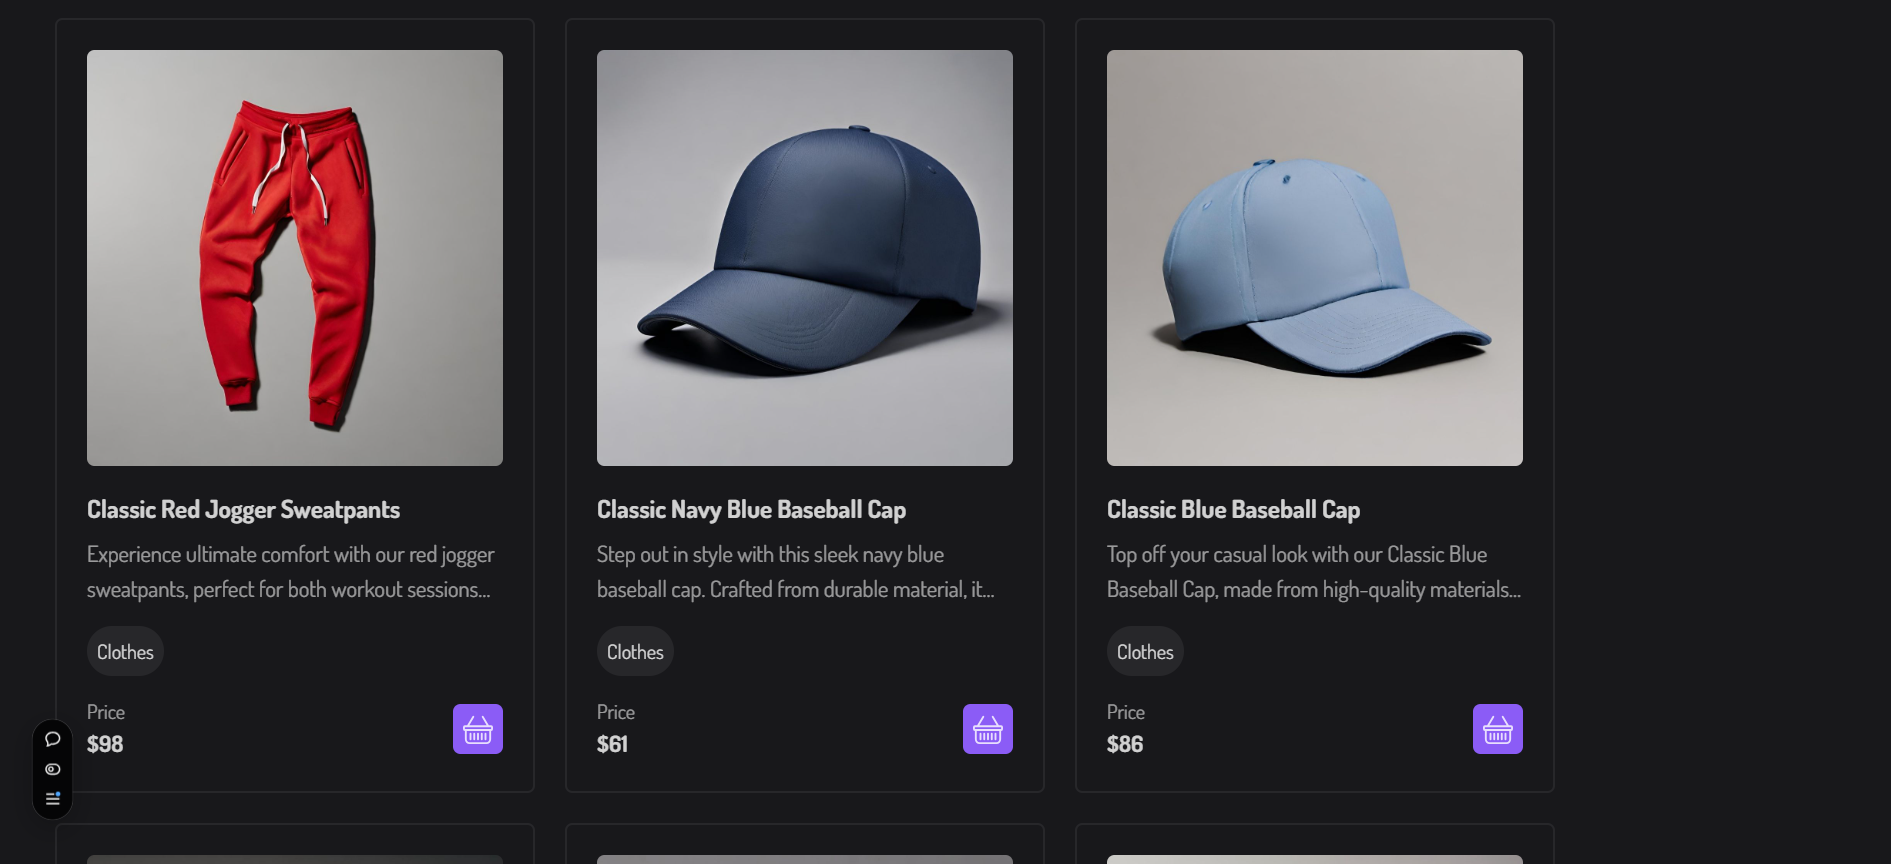 Classic Red Jogger Sweatpants
Experience ultimate comfort with our red jogger
sweatpants, perfect for both workout sessions...
Clothes
Price
$98
Classic Navy Blue Baseball Cap
Step out in style with this sleek navy blue
baseball cap. Crafted from durable material, it...
Clothes
Price
$61
Classic Blue Baseball Cap
Top off your casual look with our Classic Blue
Baseball Cap, made from high-quality materials...
Clothes
Price
$86